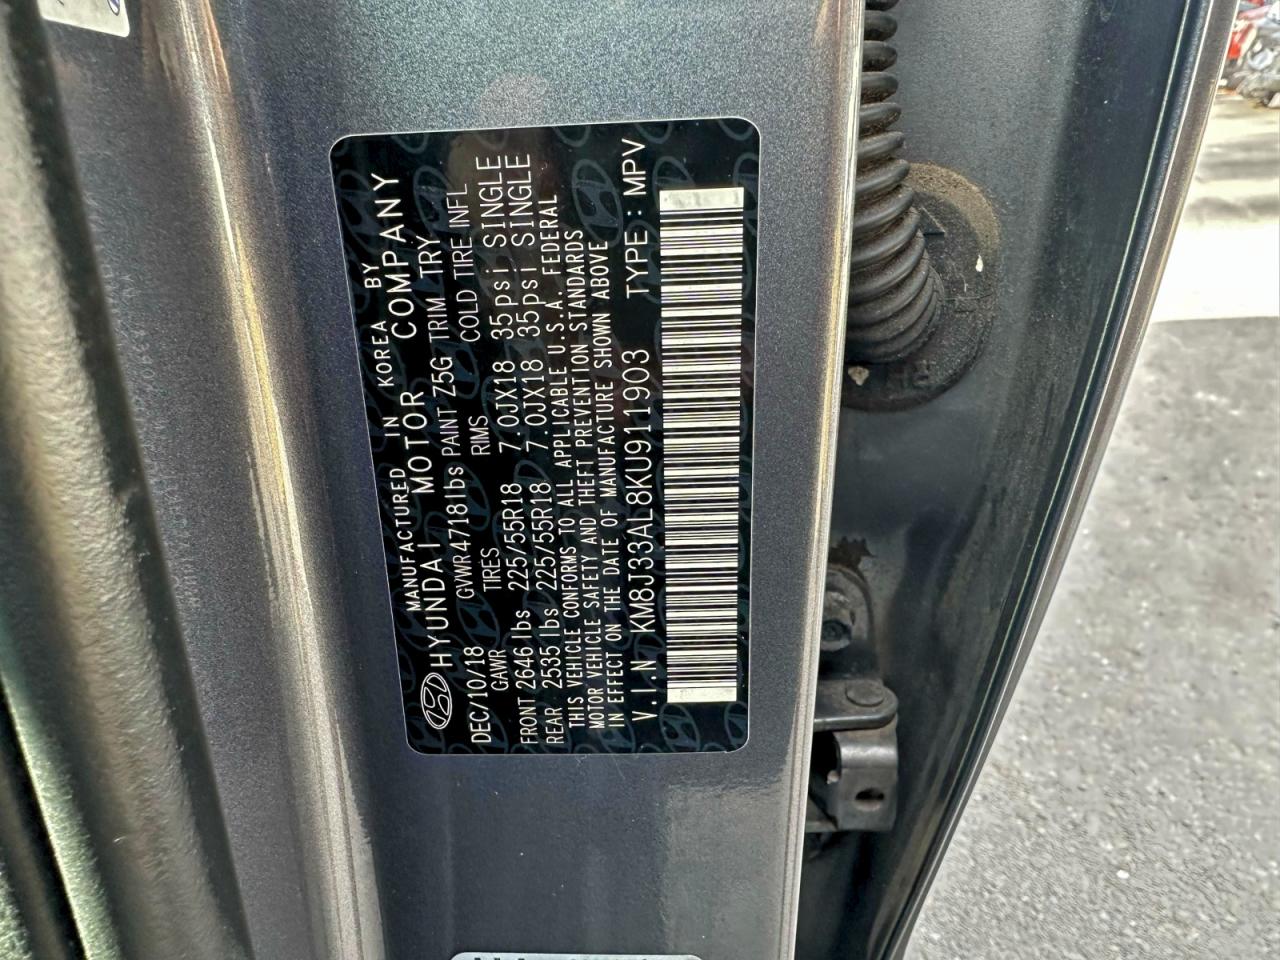 MANUFACTURED IN KOREA BY
HYUNDAI MOTOR COMPANY
DEC/10/18 GVWR4718lbs PAINT Z5G TRIM TRY
GAWR TIRES RIMS COLD TIRE INFL
FRONT 2646lbs 225/55R18 7.0JX18 35psi SINGLE
REAR 2535lbs 225/55R18 7.0JX18 35psi SINGLE
THIS VEHICLE CONFORMS TO ALL APPLICABLE U.S.A. FEDERAL
MOTOR VEHICLE SAFETY AND THEFT PREVENTION STANDARDS
IN EFFECT ON THE DATE OF MANUFACTURE SHOWN ABOVE
V.I.N KM8J33AL8KU911903 TYPE: MPV